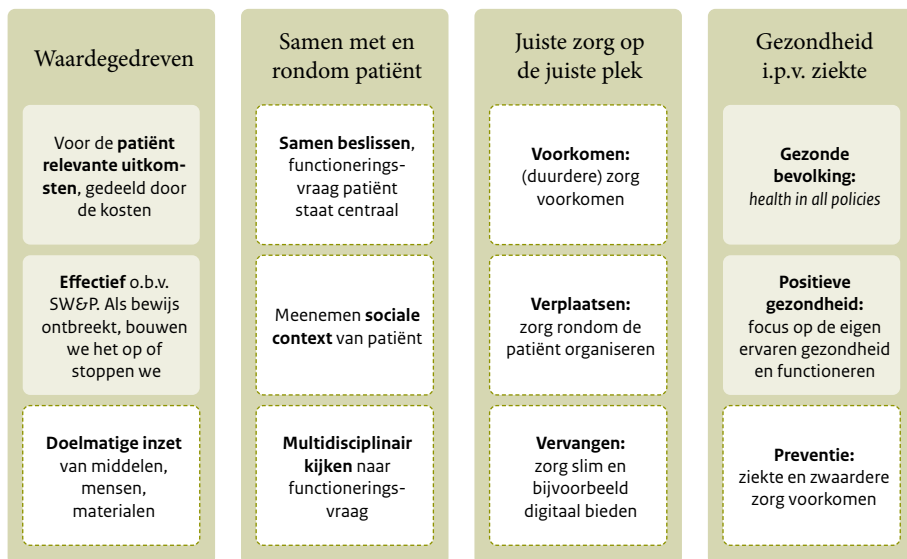 Waardegedreven
Voor de patiënt
relevante uitkom-
sten, gedeeld door
de kosten
Effectief o.b.v.
SW&P. Als bewijs
ontbreekt, bouwen
we het op of
stoppen we
Doelmatige inzet
van middelen,
mensen,
materialen
Samen met en
rondom patiënt
Samen beslissen,
functionerings-
vraag patiënt
staat centraal
Meenemen sociale
context van patiënt
Multidisciplinair
kijken naar
functionerings-
vraag
Juiste zorg op
de juiste plek
Voorkomen:
(duurdere) zorg
voorkomen
Verplaatsen:
zorg rondom de
patiënt organiseren
Vervangen:
zorg slim en
bijvoorbeeld
digitaal bieden
Gezondheid
i.p.v. ziekte
Gezonde
bevolking:
health in all policies
Positieve
gezondheid:
focus op de eigen
ervaren gezondheid
en functioneren
Preventie:
ziekte en zwaardere
zorg voorkomen